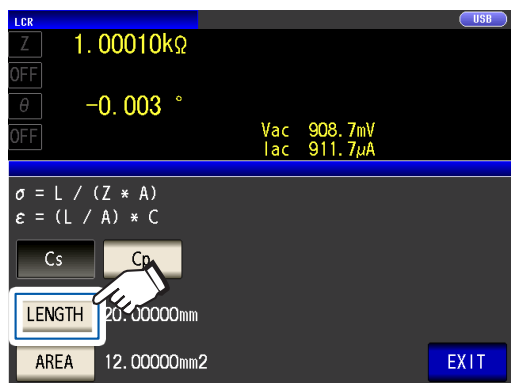 LCR USB
Z 1.00010kΩ
OFF
θ -0.003 °
OFF
Vac 908.7mV
Iac 911.7μA
σ = L / (Z * A)
ε = (L / A) * C
Cs Cp
LENGTH 20.00000mm
AREA 12.00000mm2 EXIT